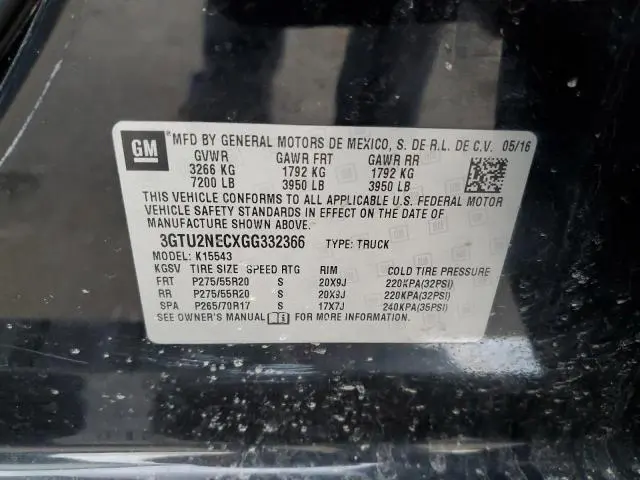 GM ® MFD BY GENERAL MOTORS DE MEXICO, S. DE R.L. DE C.V. 05/16
GVWR GAWR FRT GAWR RR
3266 KG 1792 KG 1792 KG
7200 LB 3950 LB 3950 LB
THIS VEHICLE CONFORMS TO ALL APPLICABLE U.S. FEDERAL MOTOR
VEHICLE SAFETY STANDARDS IN EFFECT ON THE DATE OF
MANUFACTURE SHOWN ABOVE.
3GTU2NECXGG332366 TYPE: TRUCK
MODEL: K15543
KGSV TIRE SIZE SPEED RTG RIM COLD TIRE PRESSURE
FRT P275/55R20 S 20X9J 220KPA(32PSI)
RR P275/55R20 S 20X9J 220KPA(32PSI)
SPA P265/70R17 S 17X7J 240KPA(35PSI)
SEE OWNER'S MANUAL FOR MORE INFORMATION.